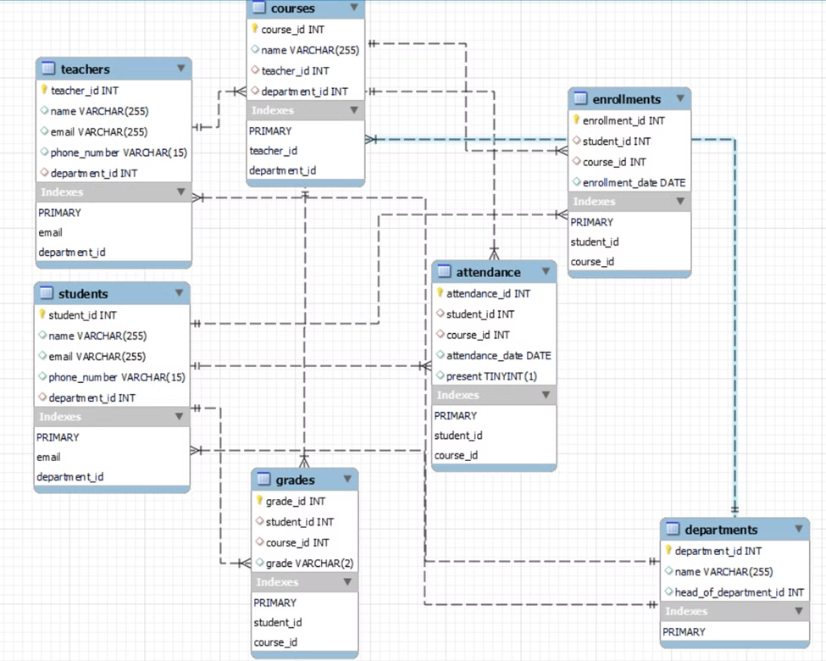 courses
course_id INT
name VARCHAR(255)
teacher_id INT
department_id INT
Indexes
PRIMARY
teacher_id
department_id
teachers
teacher_id INT
name VARCHAR(255)
email VARCHAR(255)
phone_number VARCHAR(15)
department_id INT
Indexes
PRIMARY
email
department_id
enrollments
enrollment_id INT
student_id INT
course_id INT
enrollment_date DATE
Indexes
PRIMARY
student_id
course_id
students
student_id INT
name VARCHAR(255)
email VARCHAR(255)
phone_number VARCHAR(15)
department_id INT
Indexes
PRIMARY
email
department_id
attendance
attendance_id INT
student_id INT
course_id INT
attendance_date DATE
present TINYINT(1)
Indexes
PRIMARY
student_id
course_id
grades
grade_id INT
student_id INT
course_id INT
grade VARCHAR(2)
Indexes
PRIMARY
student_id
course_id
departments
department_id INT
name VARCHAR(255)
head_of_department_id INT
Indexes
PRIMARY